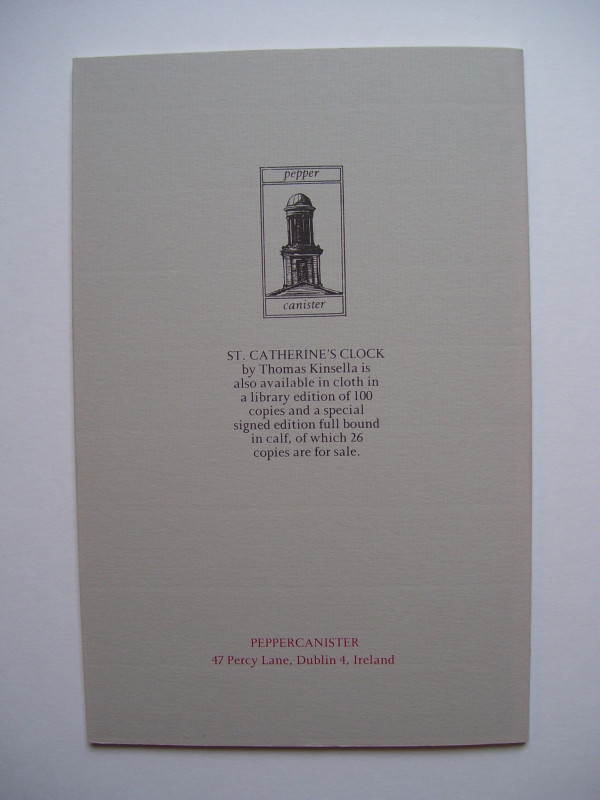 pepper
canister
ST. CATHERINE'S CLOCK
by Thomas Kinsella is
also available in cloth in
a library edition of 100
copies and a special
signed edition full bound
in calf, of which 26
copies are for sale.
PEPPERCANISTER
47 Percy Lane, Dublin 4, Ireland